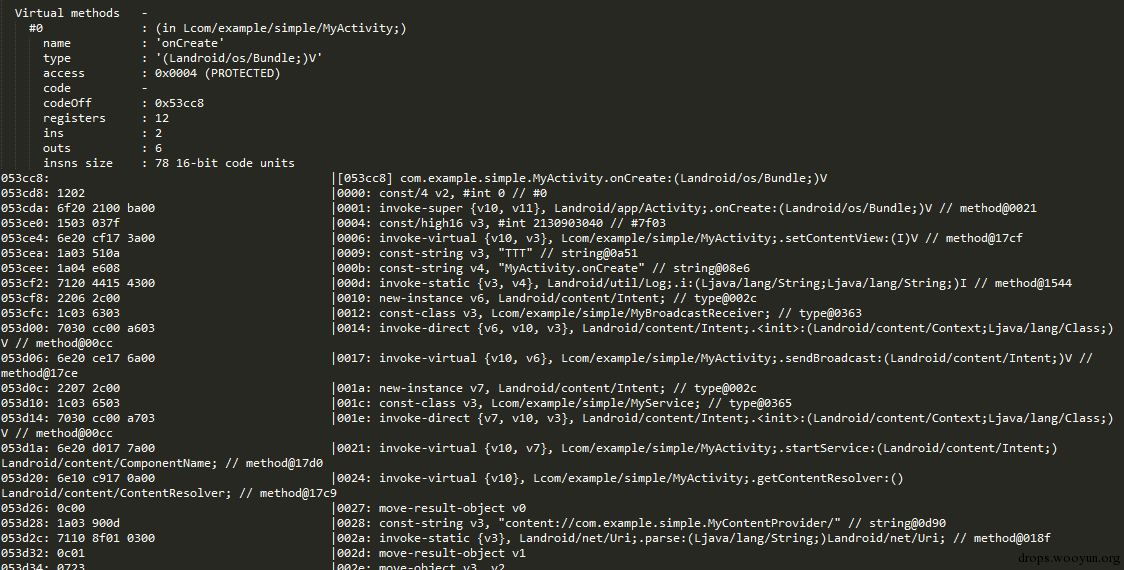 Virtual methods   -
#0              : (in Lcom/example/simple/MyActivity;)
name          : 'onCreate'
type          : '(Landroid/os/Bundle;)V'
access        : 0x0004 (PROTECTED)
code          -
codeOff       : 0x53cc8
registers     : 12
ins           : 2
outs          : 6
insns size    : 78 16-bit code units
053cc8:                                        |[053cc8] com.example.simple.MyActivity.onCreate:(Landroid/os/Bundle;)V
053cd8: 1202                                   |0000: const/4 v2, #int 0 // #0
053cda: 6f20 2100 ba00                         |0001: invoke-super {v10, v11}, Landroid/app/Activity;.onCreate:(Landroid/os/Bundle;)V // method@0021
053ce0: 1503 037f                              |0004: const/high16 v3, #int 2130903040 // #7f03
053ce4: 6e20 cf17 3a00                         |0006: invoke-virtual {v10, v3}, Lcom/example/simple/MyActivity;.setContentView:(I)V // method@17cf
053cea: 1a03 510a                              |0009: const-string v3, "TTT" // string@0a51
053cee: 1a04 e608                              |000b: const-string v4, "MyActivity.onCreate" // string@08e6
053cf2: 7120 4415 4300                         |000d: invoke-static {v3, v4}, Landroid/util/Log;.i:(Ljava/lang/String;Ljava/lang/String;)I // method@1544
053cf8: 2206 2c00                              |0010: new-instance v6, Landroid/content/Intent; // type@002c
053cfc: 1c03 6303                              |0012: const-class v3, Lcom/example/simple/MyBroadcastReceiver; // type@0363
053d00: 7030 cc00 a603                         |0014: invoke-direct {v6, v10, v3}, Landroid/content/Intent;.<init>:(Landroid/content/Context;Ljava/lang/Class;)
V // method@00cc
053d06: 6e20 ce17 6a00                         |0017: invoke-virtual {v10, v6}, Lcom/example/simple/MyActivity;.sendBroadcast:(Landroid/content/Intent;)V //
method@17ce
053d0c: 2207 2c00                              |001a: new-instance v7, Landroid/content/Intent; // type@002c
053d10: 1c03 6503                              |001c: const-class v3, Lcom/example/simple/MyService; // type@0365
053d14: 7030 cc00 a703                         |001e: invoke-direct {v7, v10, v3}, Landroid/content/Intent;.<init>:(Landroid/content/Context;Ljava/lang/Class;)
V // method@00cc
053d1a: 6e20 d017 7a00                         |0021: invoke-virtual {v10, v7}, Lcom/example/simple/MyActivity;.startService:(Landroid/content/Intent;)
Landroid/content/ComponentName; // method@17d0
053d20: 6e10 c917 0a00                         |0024: invoke-virtual {v10}, Lcom/example/simple/MyActivity;.getContentResolver:()
Landroid/content/ContentResolver; // method@17c9
053d26: 0c00                                   |0027: move-result-object v0
053d28: 1a03 900d                              |0028: const-string v3, "content://com.example.simple.MyContentProvider/" // string@0d90
053d2c: 7110 8f01 0300                         |002a: invoke-static {v3}, Landroid/net/Uri;.parse:(Ljava/lang/String;)Landroid/net/Uri; // method@018f
053d32: 0c01                                   |002d: move-result-object v1
053d34: 0723                                   |002e: move-object v3, v2
drops.wooyun.org